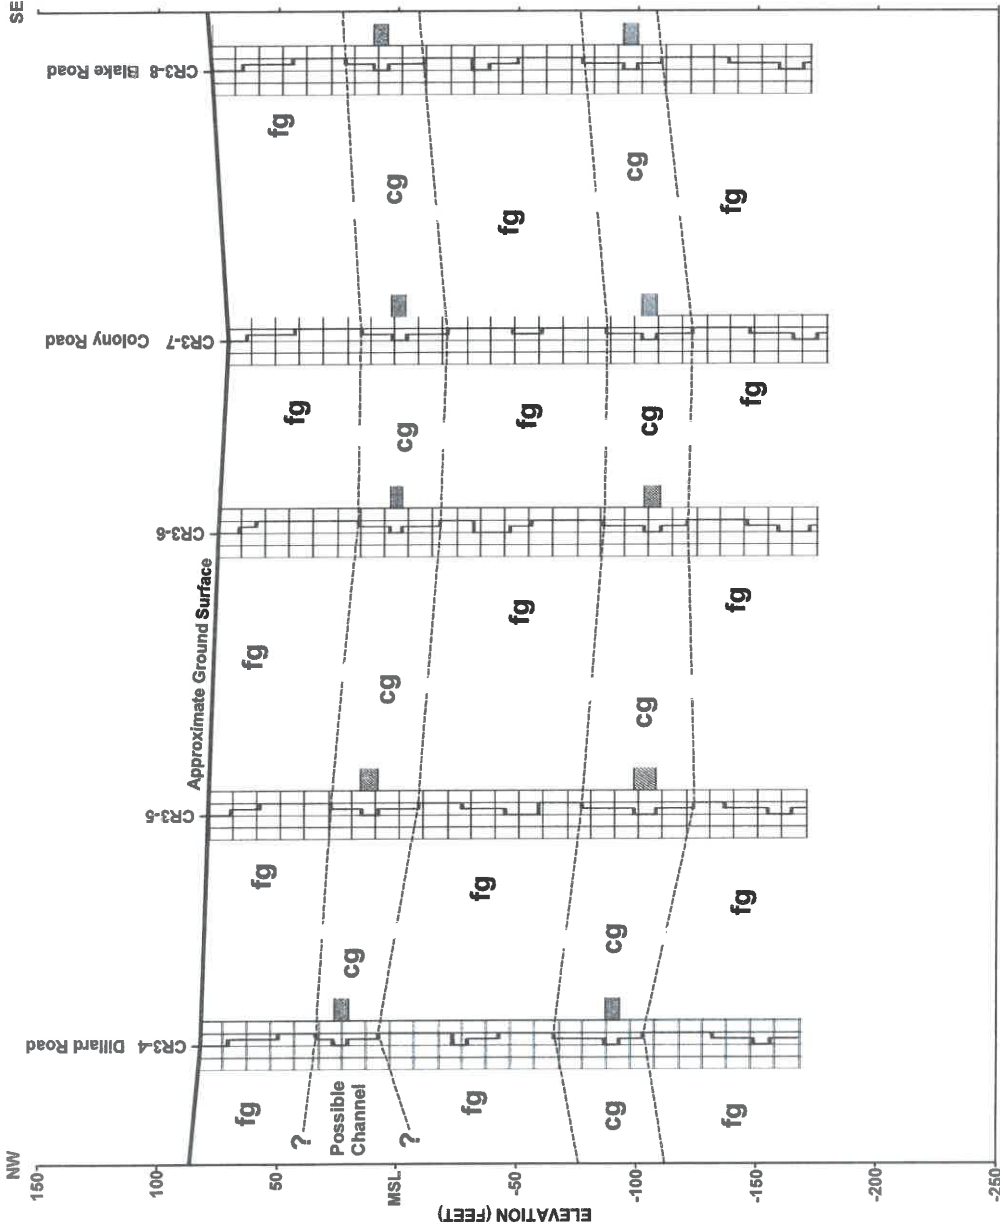 NW
SE
150
100
50
MSL
-50
-100
-150
-200
-250
ELEVATION (FEET)
Dillard Road
CR3-4
CR3-5
Approximate Ground Surface
CR3-6
Colony Road
CR3-7
Blake Road
CR3-8
fg
fg
fg
fg
fg
?
Possible
Channel
?
cg
cg
cg
cg
fg
fg
fg
fg
fg
cg
cg
cg
cg
cg
fg
fg
fg
fg
fg